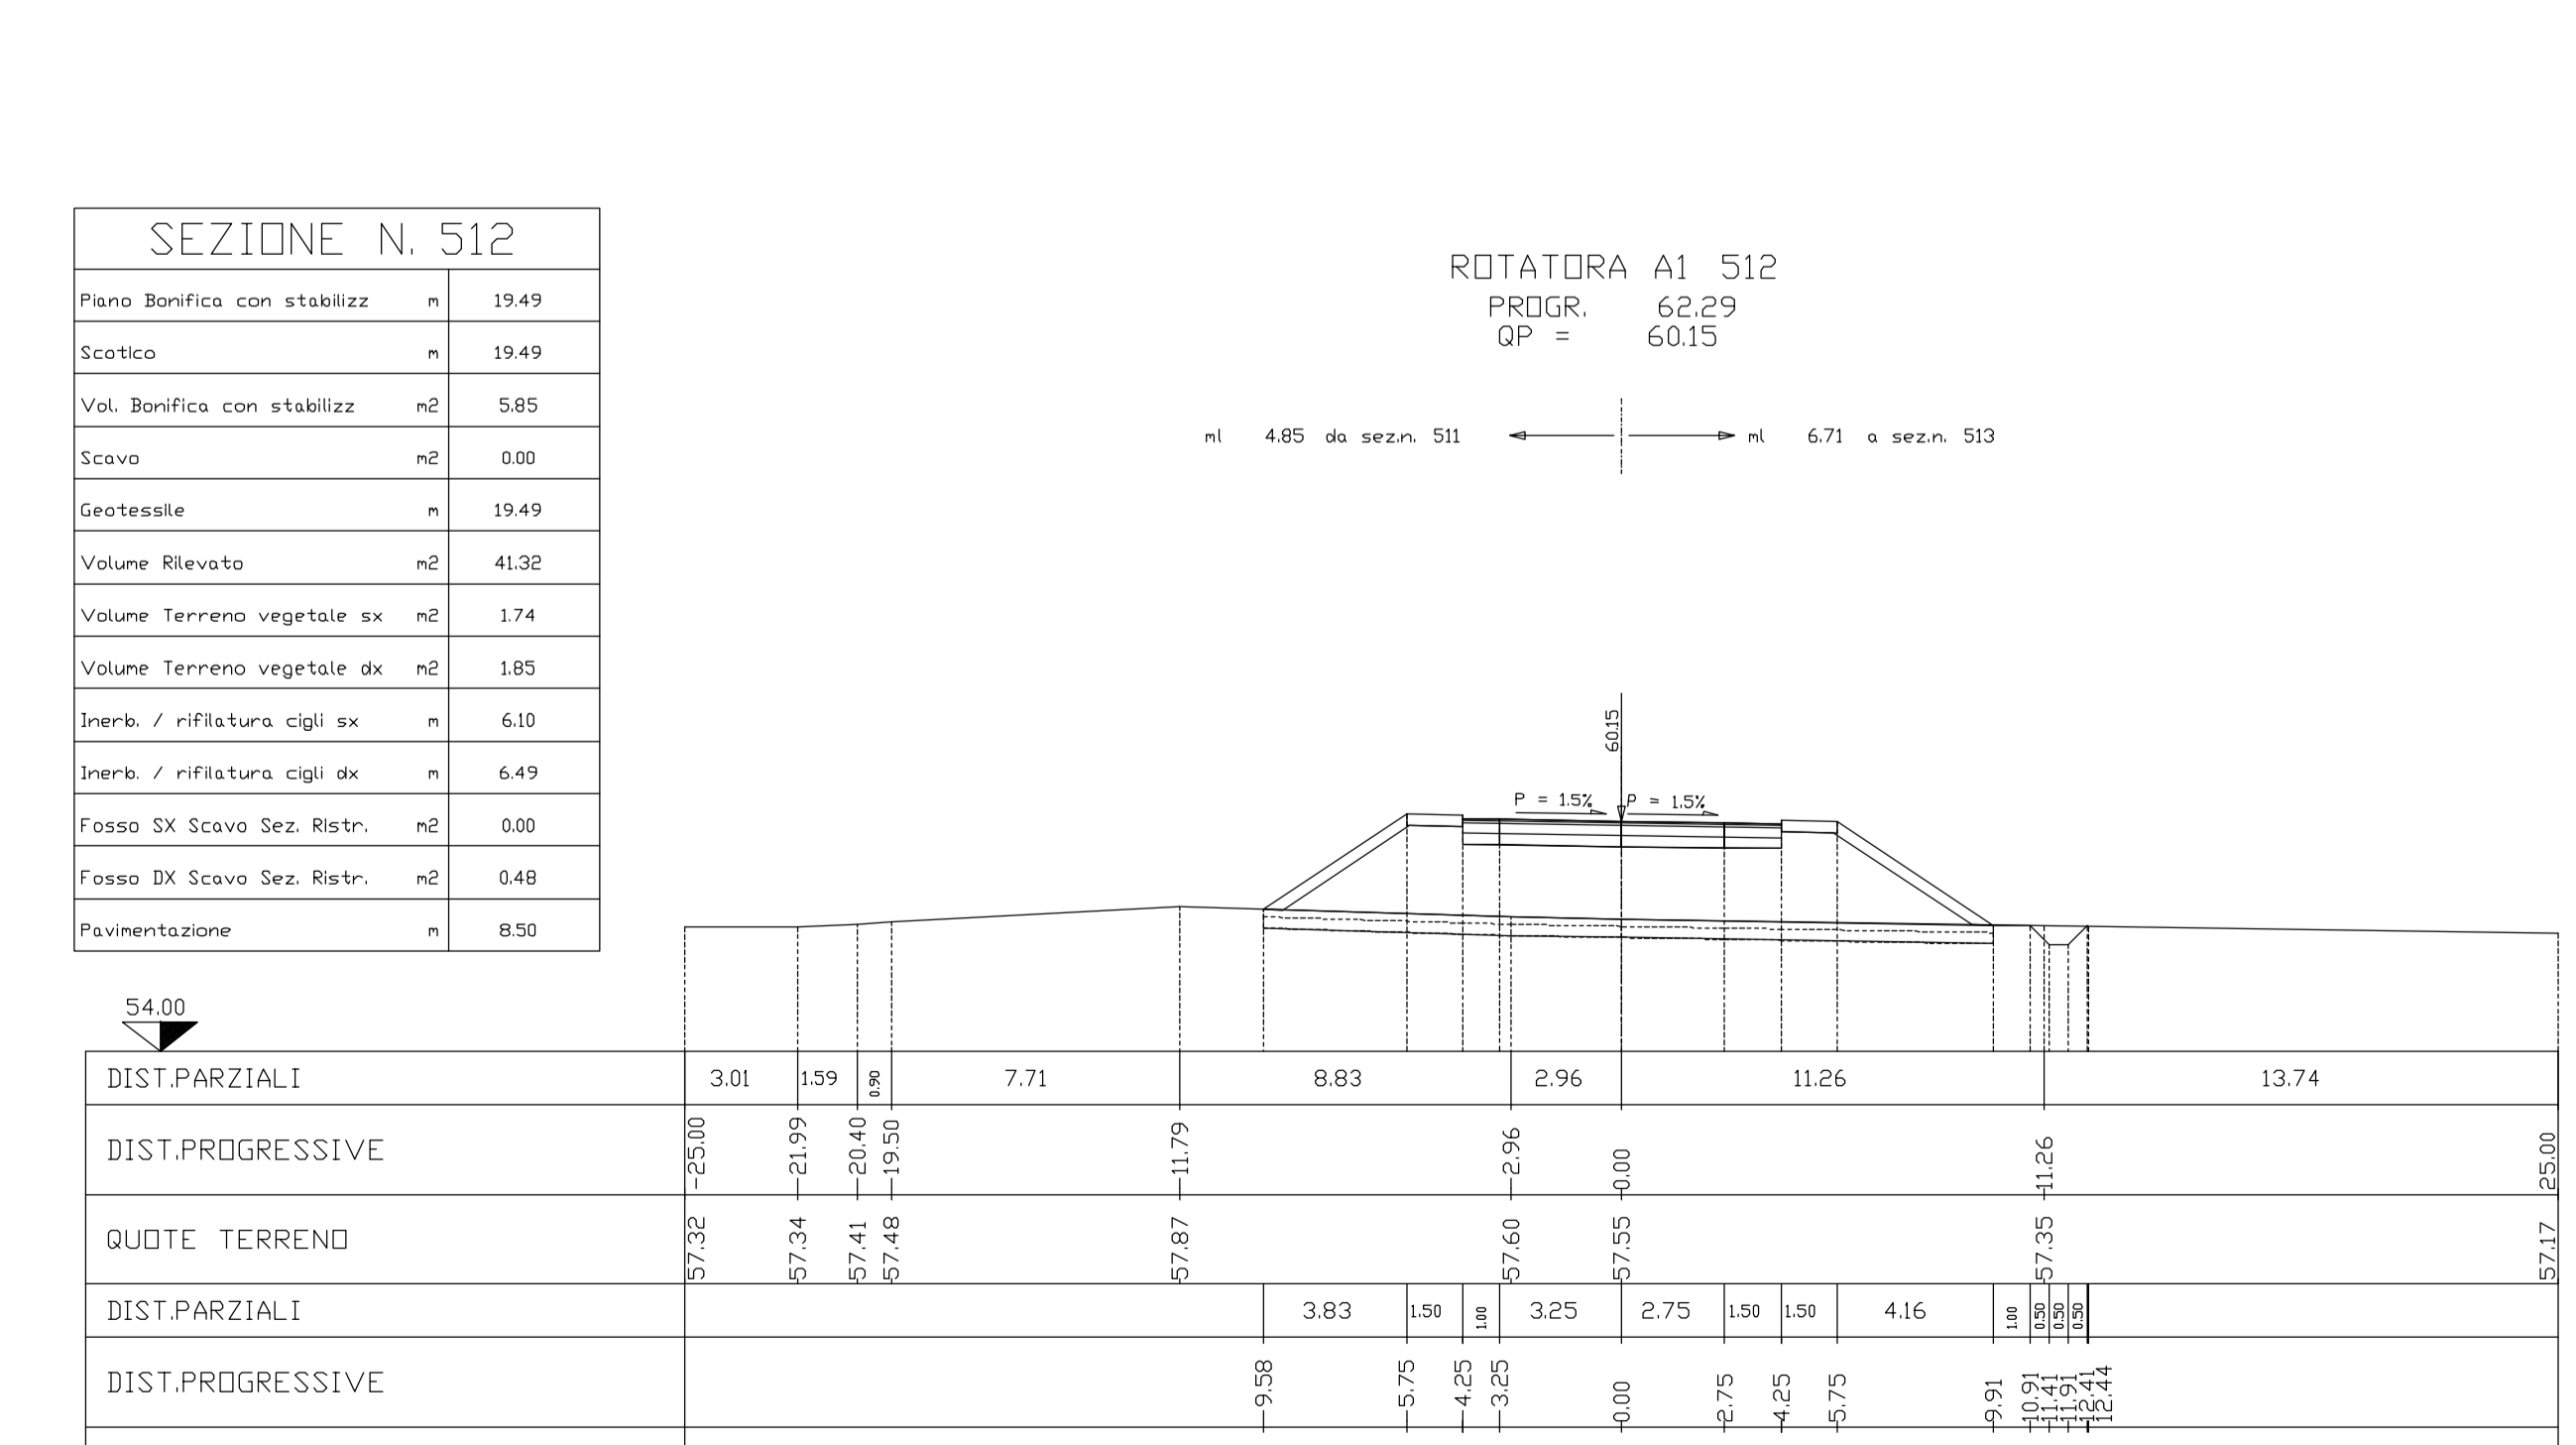 SEZIONE N. 512
Piano Bonifica con stabilizz m 19.49
Scotico m 19.49
Vol. Bonifica con stabilizz m2 5.85
Scavo m2 0.00
Geotessile m 19.49
Volume Rilevato m2 41.32
Volume Terreno vegetale sx m2 1.74
Volume Terreno vegetale dx m2 1.85
Inerb. / rifilatura cigli sx m 6.10
Inerb. / rifilatura cigli dx m 6.49
Fosso SX Scavo Sez. RIstr. m2 0.00
Fosso DX Scavo Sez. Ristr. m2 0.48
Pavimentazione m 8.50
ROTATORA A1 512
PROGR. 62.29
QP = 60.15
ml 4.85 da sez.n. 511 ml 6.71 a sez.n. 513
60.15
P = 1.5% P = 1.5%
54.00
DIST.PARZIALI 3.01 1.59 0.90 7.71 8.83 2.96 11.26 13.74
DIST.PROGRESSIVE -25.00 -21.99 -20.40 -19.50 -11.79 -2.96 0.00 11.26 25.00
QUOTE TERRENO 57.32 57.34 57.41 57.48 57.87 57.60 57.55 57.35 57.17
DIST.PARZIALI 3.83 1.50 1.00 3.25 2.75 1.50 1.50 4.16 1.00 0.50 0.50 0.50
DIST.PROGRESSIVE -9.58 -5.75 -4.25 -3.25 0.00 2.75 4.25 5.75 9.91 10.91 11.41 11.91 12.41 12.44